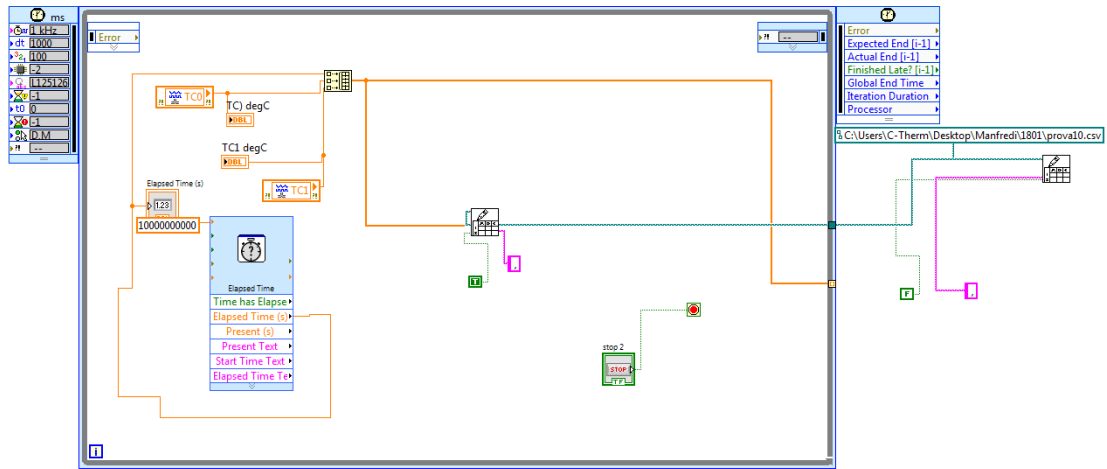 ms
1 kHz
dt 1000
100
-2
L125126
-1
t0 0
-1
D.M
--
Error
--
Error
Expected End [i-1]
Actual End [i-1]
Finished Late? [i-1]
Global End Time
Iteration Duration
Processor
C:\Users\C-Therm\Desktop\Manfredi\1801\prova10.csv
TC0
TC) degC
DBL
TC1 degC
DBL
TC1
Elapsed Time (s)
1.23
10000000000
Elapsed Time
Time has Elapse
Elapsed Time (s)
Present (s)
Present Text
Start Time Text
Elapsed Time Te
T
,
F
,
stop 2
STOP
TF
i